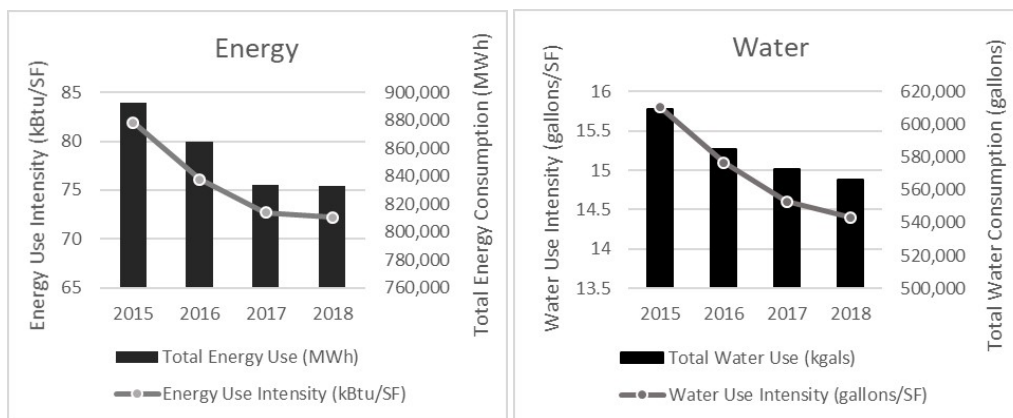 Energy
Energy Use Intensity (kBtu/SF)
85
80
75
70
65
900,000
880,000
860,000
840,000
820,000
800,000
780,000
760,000
Total Energy Consumption (MWh)
2015 2016 2017 2018
Total Energy Use (MWh)
Energy Use Intensity (kBtu/SF)
Water
Water Use Intensity (gallons/SF)
16
15.5
15
14.5
14
13.5
620,000
600,000
580,000
560,000
540,000
520,000
500,000
Total Water Consumption (gallons)
2015 2016 2017 2018
Total Water Use (kgals)
Water Use Intensity (gallons/SF)